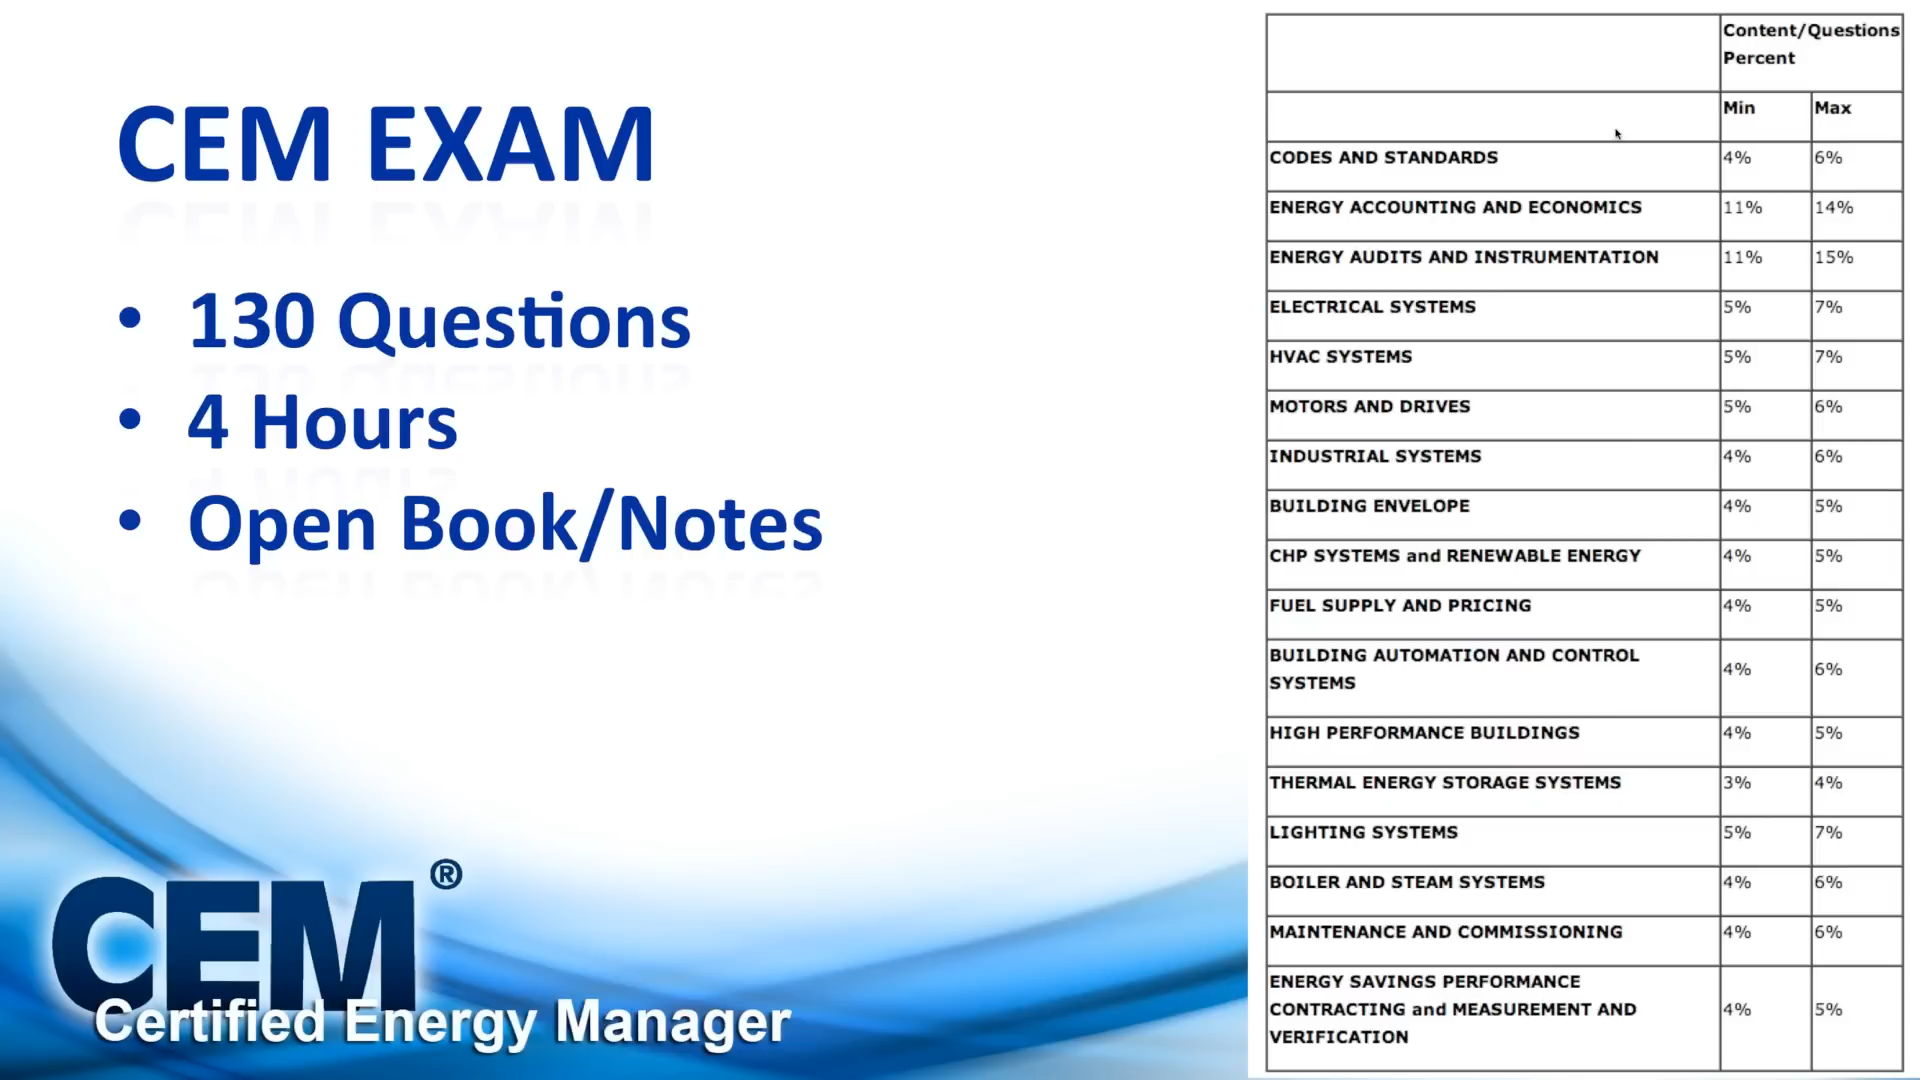 CEM EXAM
• 130 Questions
• 4 Hours
• Open Book/Notes
CEM®
Certified Energy Manager
Content/Questions
Percent
Min Max
CODES AND STANDARDS 4% 6%
ENERGY ACCOUNTING AND ECONOMICS 11% 14%
ENERGY AUDITS AND INSTRUMENTATION 11% 15%
ELECTRICAL SYSTEMS 5% 7%
HVAC SYSTEMS 5% 7%
MOTORS AND DRIVES 5% 6%
INDUSTRIAL SYSTEMS 4% 6%
BUILDING ENVELOPE 4% 5%
CHP SYSTEMS and RENEWABLE ENERGY 4% 5%
FUEL SUPPLY AND PRICING 4% 5%
BUILDING AUTOMATION AND CONTROL
SYSTEMS 4% 6%
HIGH PERFORMANCE BUILDINGS 4% 5%
THERMAL ENERGY STORAGE SYSTEMS 3% 4%
LIGHTING SYSTEMS 5% 7%
BOILER AND STEAM SYSTEMS 4% 6%
MAINTENANCE AND COMMISSIONING 4% 6%
ENERGY SAVINGS PERFORMANCE
CONTRACTING and MEASUREMENT AND 4% 5%
VERIFICATION